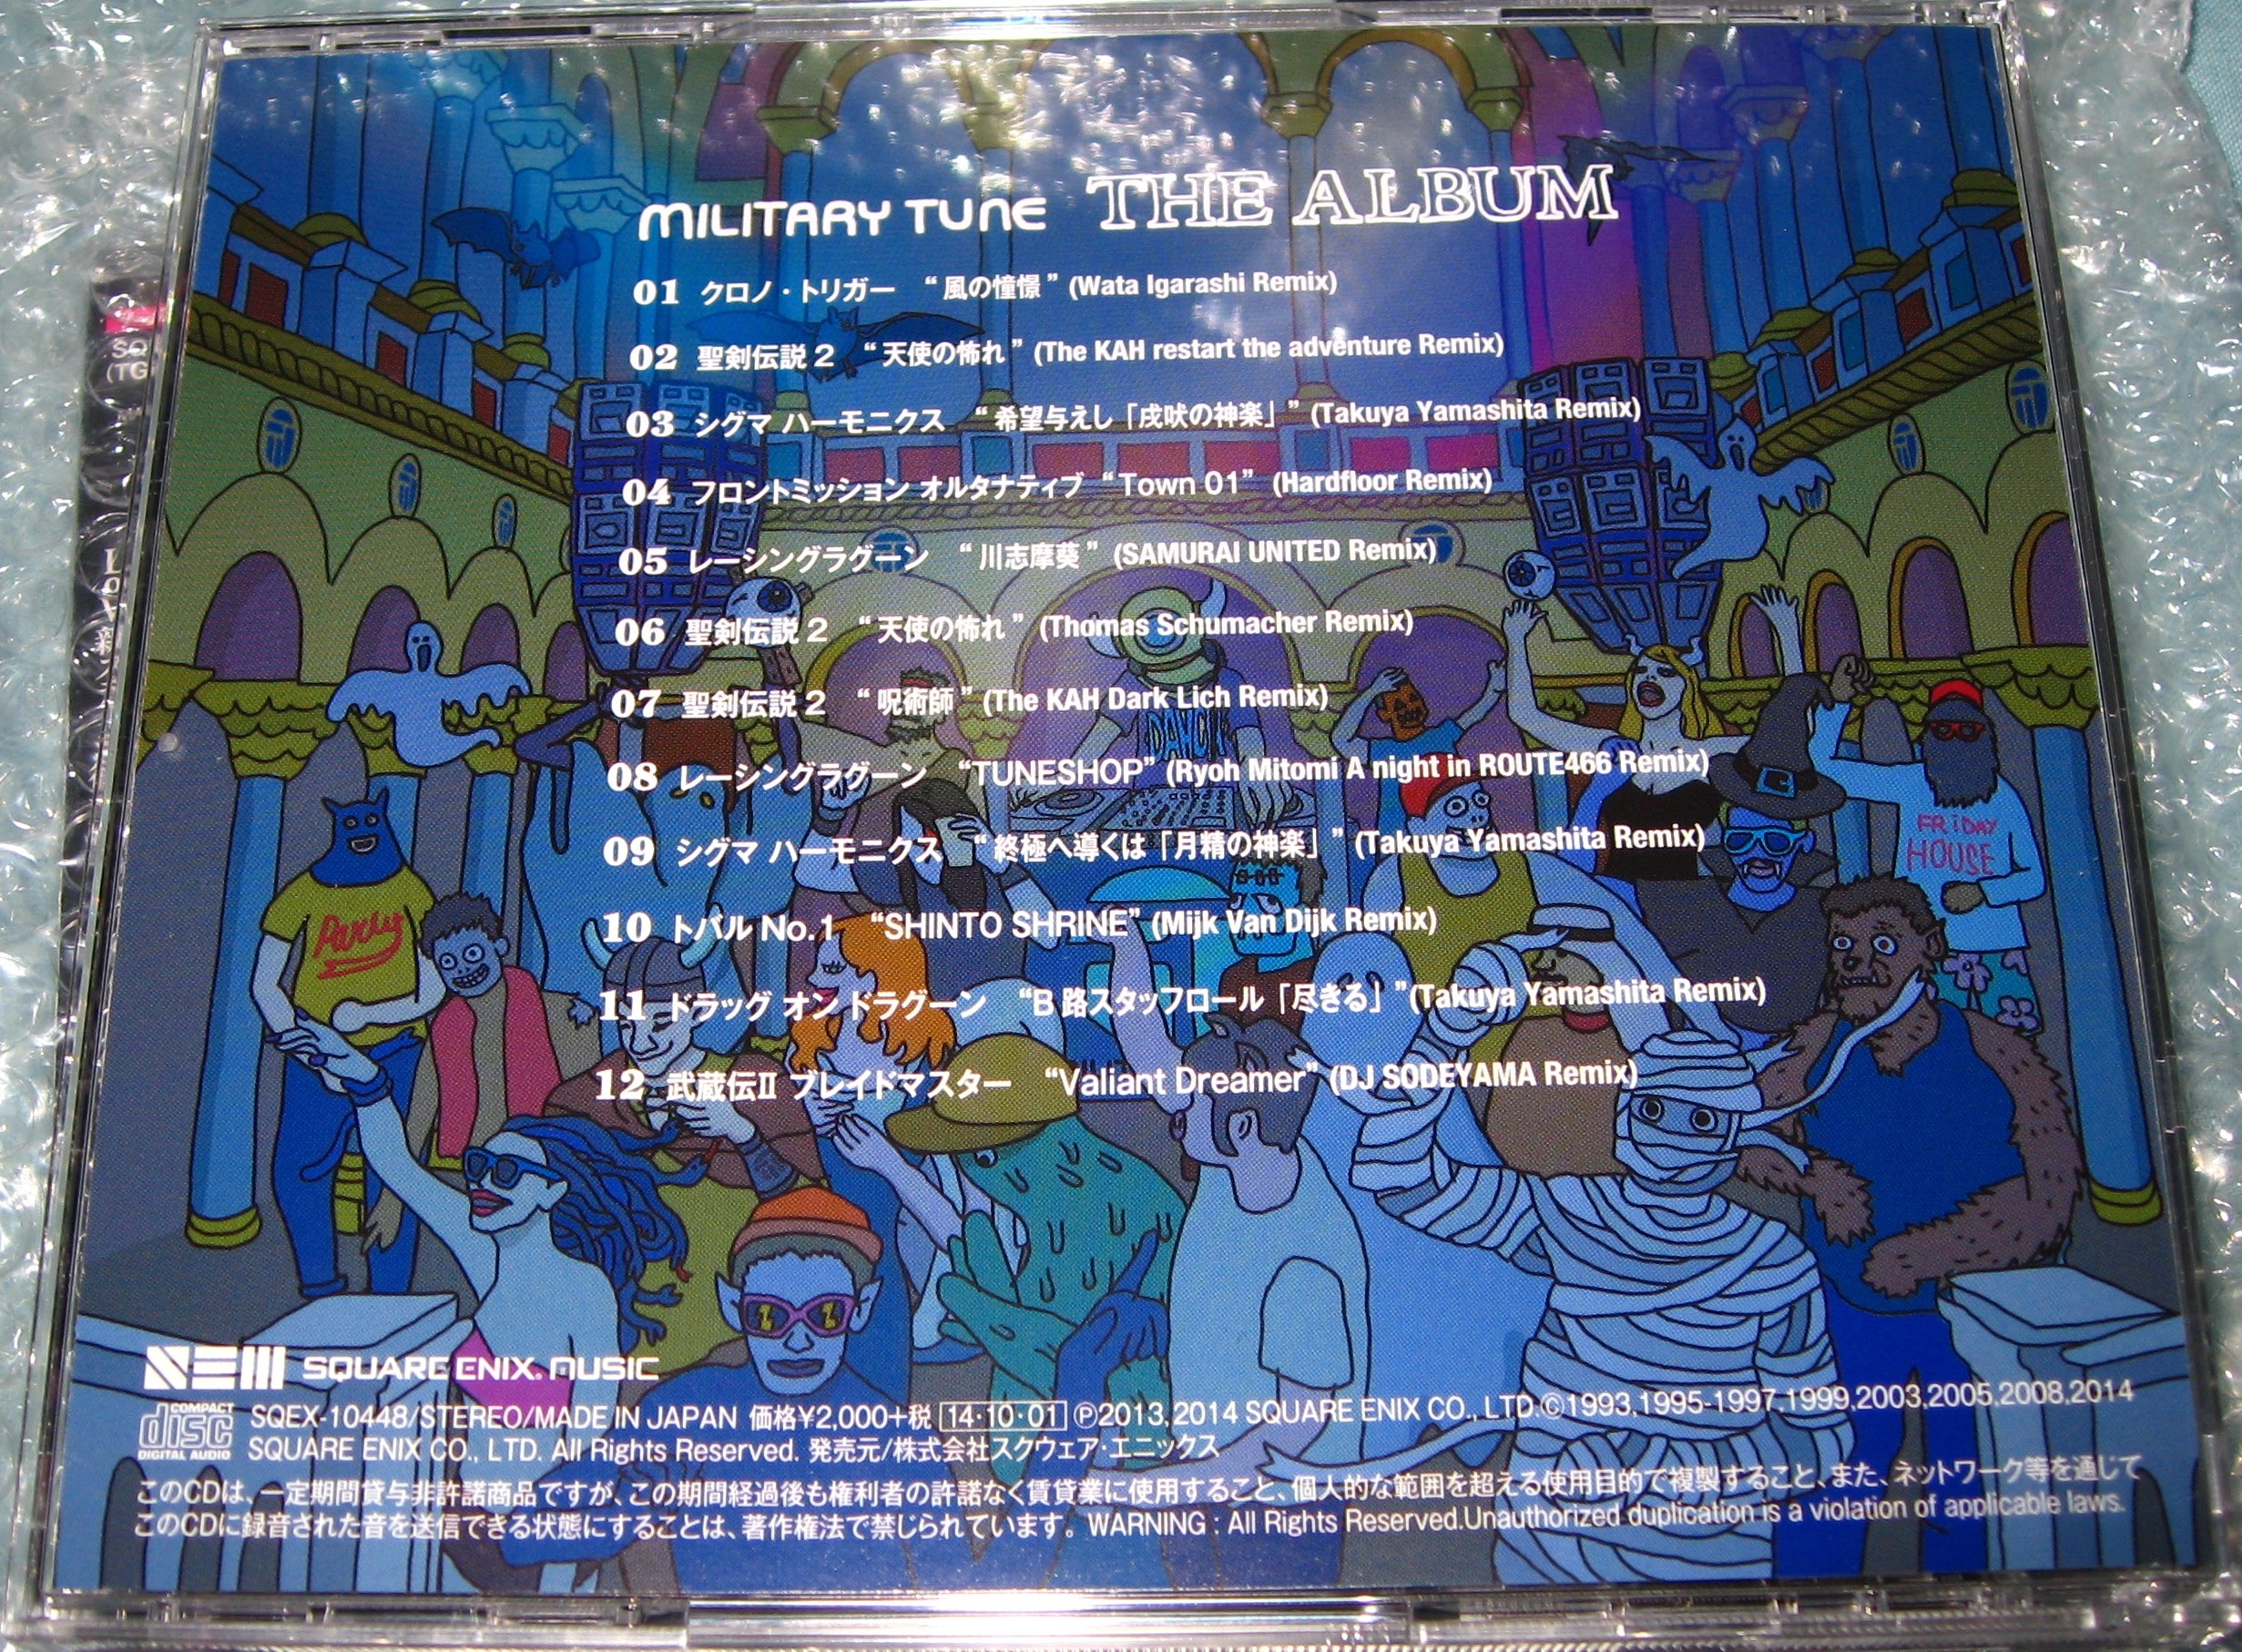 MILITARY TUNE THE ALBUM
01 クロノ・トリガー “風の憧憬” (Wata Igarashi Remix)
02 聖剣伝説2 “天使の怖れ” (The KAH restart the adventure Remix)
03 シグマ ハーモニクス “希望与えし「戌吠の神楽」” (Takuya Yamashita Remix)
04 フロントミッション オルタナティブ “Town 01” (Hardfloor Remix)
05 レーシングラグーン “川志摩葵” (SAMURAI UNITED Remix)
06 聖剣伝説2 “天使の怖れ” (Thomas Schumacher Remix)
07 聖剣伝説2 “呪術師” (The KAH Dark Lich Remix)
DANCE
08 レーシングラグーン “TUNESHOP” (Ryoh Mitomi A night in ROUTE466 Remix)
FRiDAY
HOUSE
09 シグマ ハーモニクス “終極へ導くは「月精の神楽」” (Takuya Yamashita Remix)
Party
10 トバル No.1 “SHINTO SHRINE” (Mijk Van Dijk Remix)
11 ドラッグ オン ドラグーン “B路スタッフロール「尽きる」” (Takuya Yamashita Remix)
12 武蔵伝II ブレイドマスター “Valiant Dreamer” (DJ SODEYAMA Remix)
SEM SQUARE ENIX. MUSIC
COMPACT disc DIGITAL AUDIO
SQEX-10448/STEREO/MADE IN JAPAN 価格¥2,000+税 14・10・01 ℗2013,2014 SQUARE ENIX CO., LTD.©1993,1995-1997,1999,2003,2005,2008,2014
SQUARE ENIX CO., LTD. All Rights Reserved. 発売元/株式会社スクウェア・エニックス
このCDは、一定期間貸与非許諾商品ですが、この期間経過後も権利者の許諾なく賃貸業に使用すること、個人的な範囲を超える使用目的で複製すること、また、ネットワーク等を通じて
このCDに録音された音を送信できる状態にすることは、著作権法で禁じられています。 WARNING : All Rights Reserved.Unauthorized duplication is a violation of applicable laws.